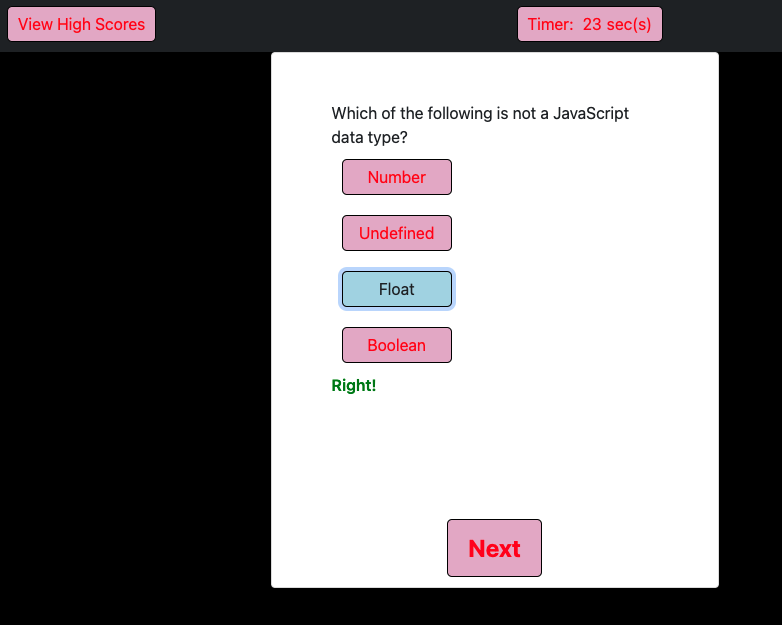 View High Scores
Timer: 23 sec(s)
Which of the following is not a JavaScript
data type?
Number
Undefined
Float
Boolean
Right!
Next